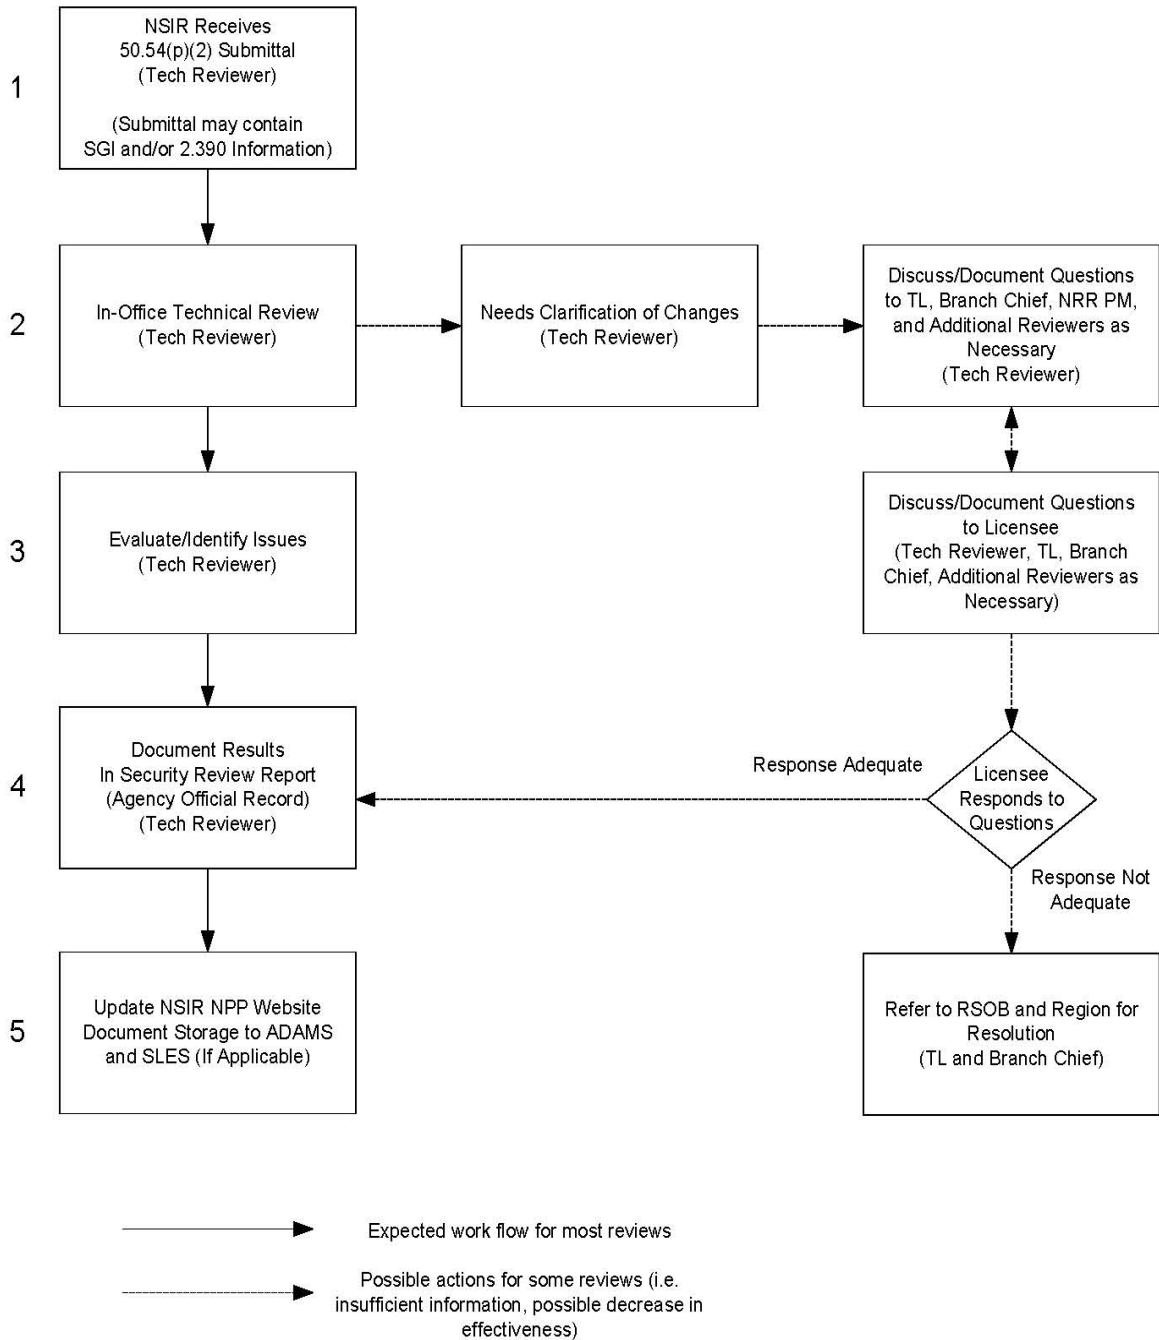 1
NSIR Receives
50.54(p)(2) Submittal
(Tech Reviewer)
(Submittal may contain
SGI and/or 2.390 Information)
2
In-Office Technical Review
(Tech Reviewer)
Needs Clarification of Changes
(Tech Reviewer)
Discuss/Document Questions
to TL, Branch Chief, NRR PM,
and Additional Reviewers as
Necessary
(Tech Reviewer)
3
Evaluate/Identify Issues
(Tech Reviewer)
Discuss/Document Questions
to Licensee
(Tech Reviewer, TL, Branch
Chief, Additional Reviewers as
Necessary)
4
Document Results
In Security Review Report
(Agency Official Record)
(Tech Reviewer)
Response Adequate
Licensee
Responds to
Questions
Response Not
Adequate
5
Update NSIR NPP Website
Document Storage to ADAMS
and SLES (If Applicable)
Refer to RSOB and Region for
Resolution
(TL and Branch Chief)
Expected work flow for most reviews
Possible actions for some reviews (i.e.
insufficient information, possible decrease in
effectiveness)